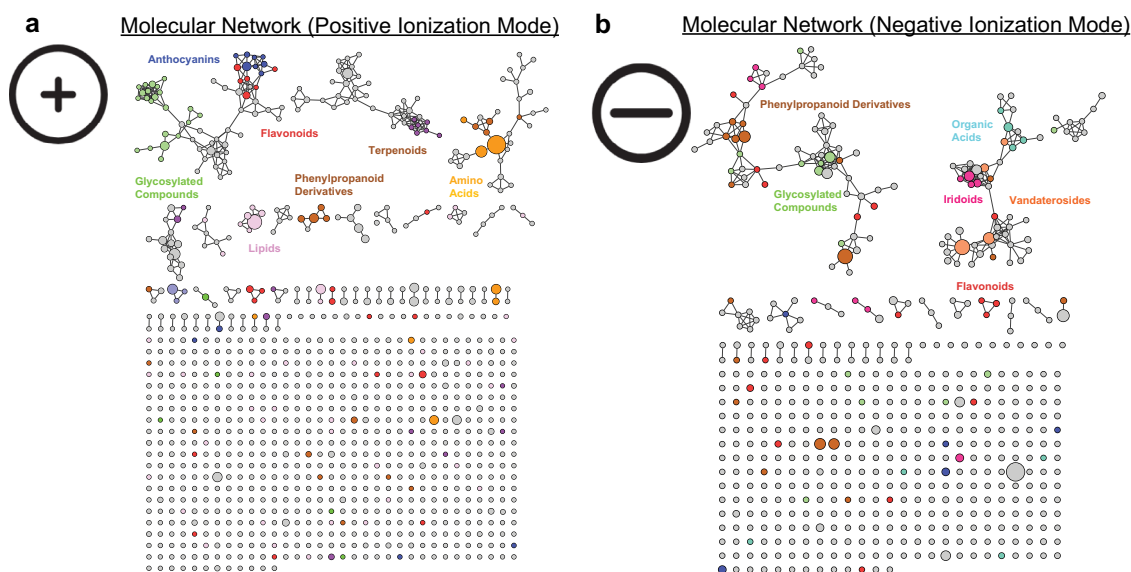 a
Molecular Network (Positive Ionization Mode)
+
Anthocyanins
Flavonoids
Terpenoids
Glycosylated
Compounds
Phenylpropanoid
Derivatives
Amino
Acids
Lipids
b
Molecular Network (Negative Ionization Mode)
−
Phenylpropanoid Derivatives
Organic
Acids
Glycosylated
Compounds
Iridoids
Vandaterosides
Flavonoids